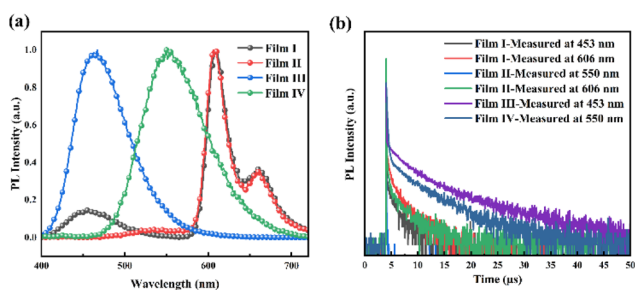 (a)
PL Intensity (a.u.)
1.0
0.8
0.6
0.4
0.2
0.0
Film I
Film II
Film III
Film IV
400 500 600 700
Wavelength (nm)
(b)
PL Intensity (a.u.)
Film I-Measured at 453 nm
Film I-Measured at 606 nm
Film II-Measured at 550 nm
Film II-Measured at 606 nm
Film III-Measured at 453 nm
Film IV-Measured at 550 nm
0 5 10 15 20 25 30 35 40 45 50
Time (μs)